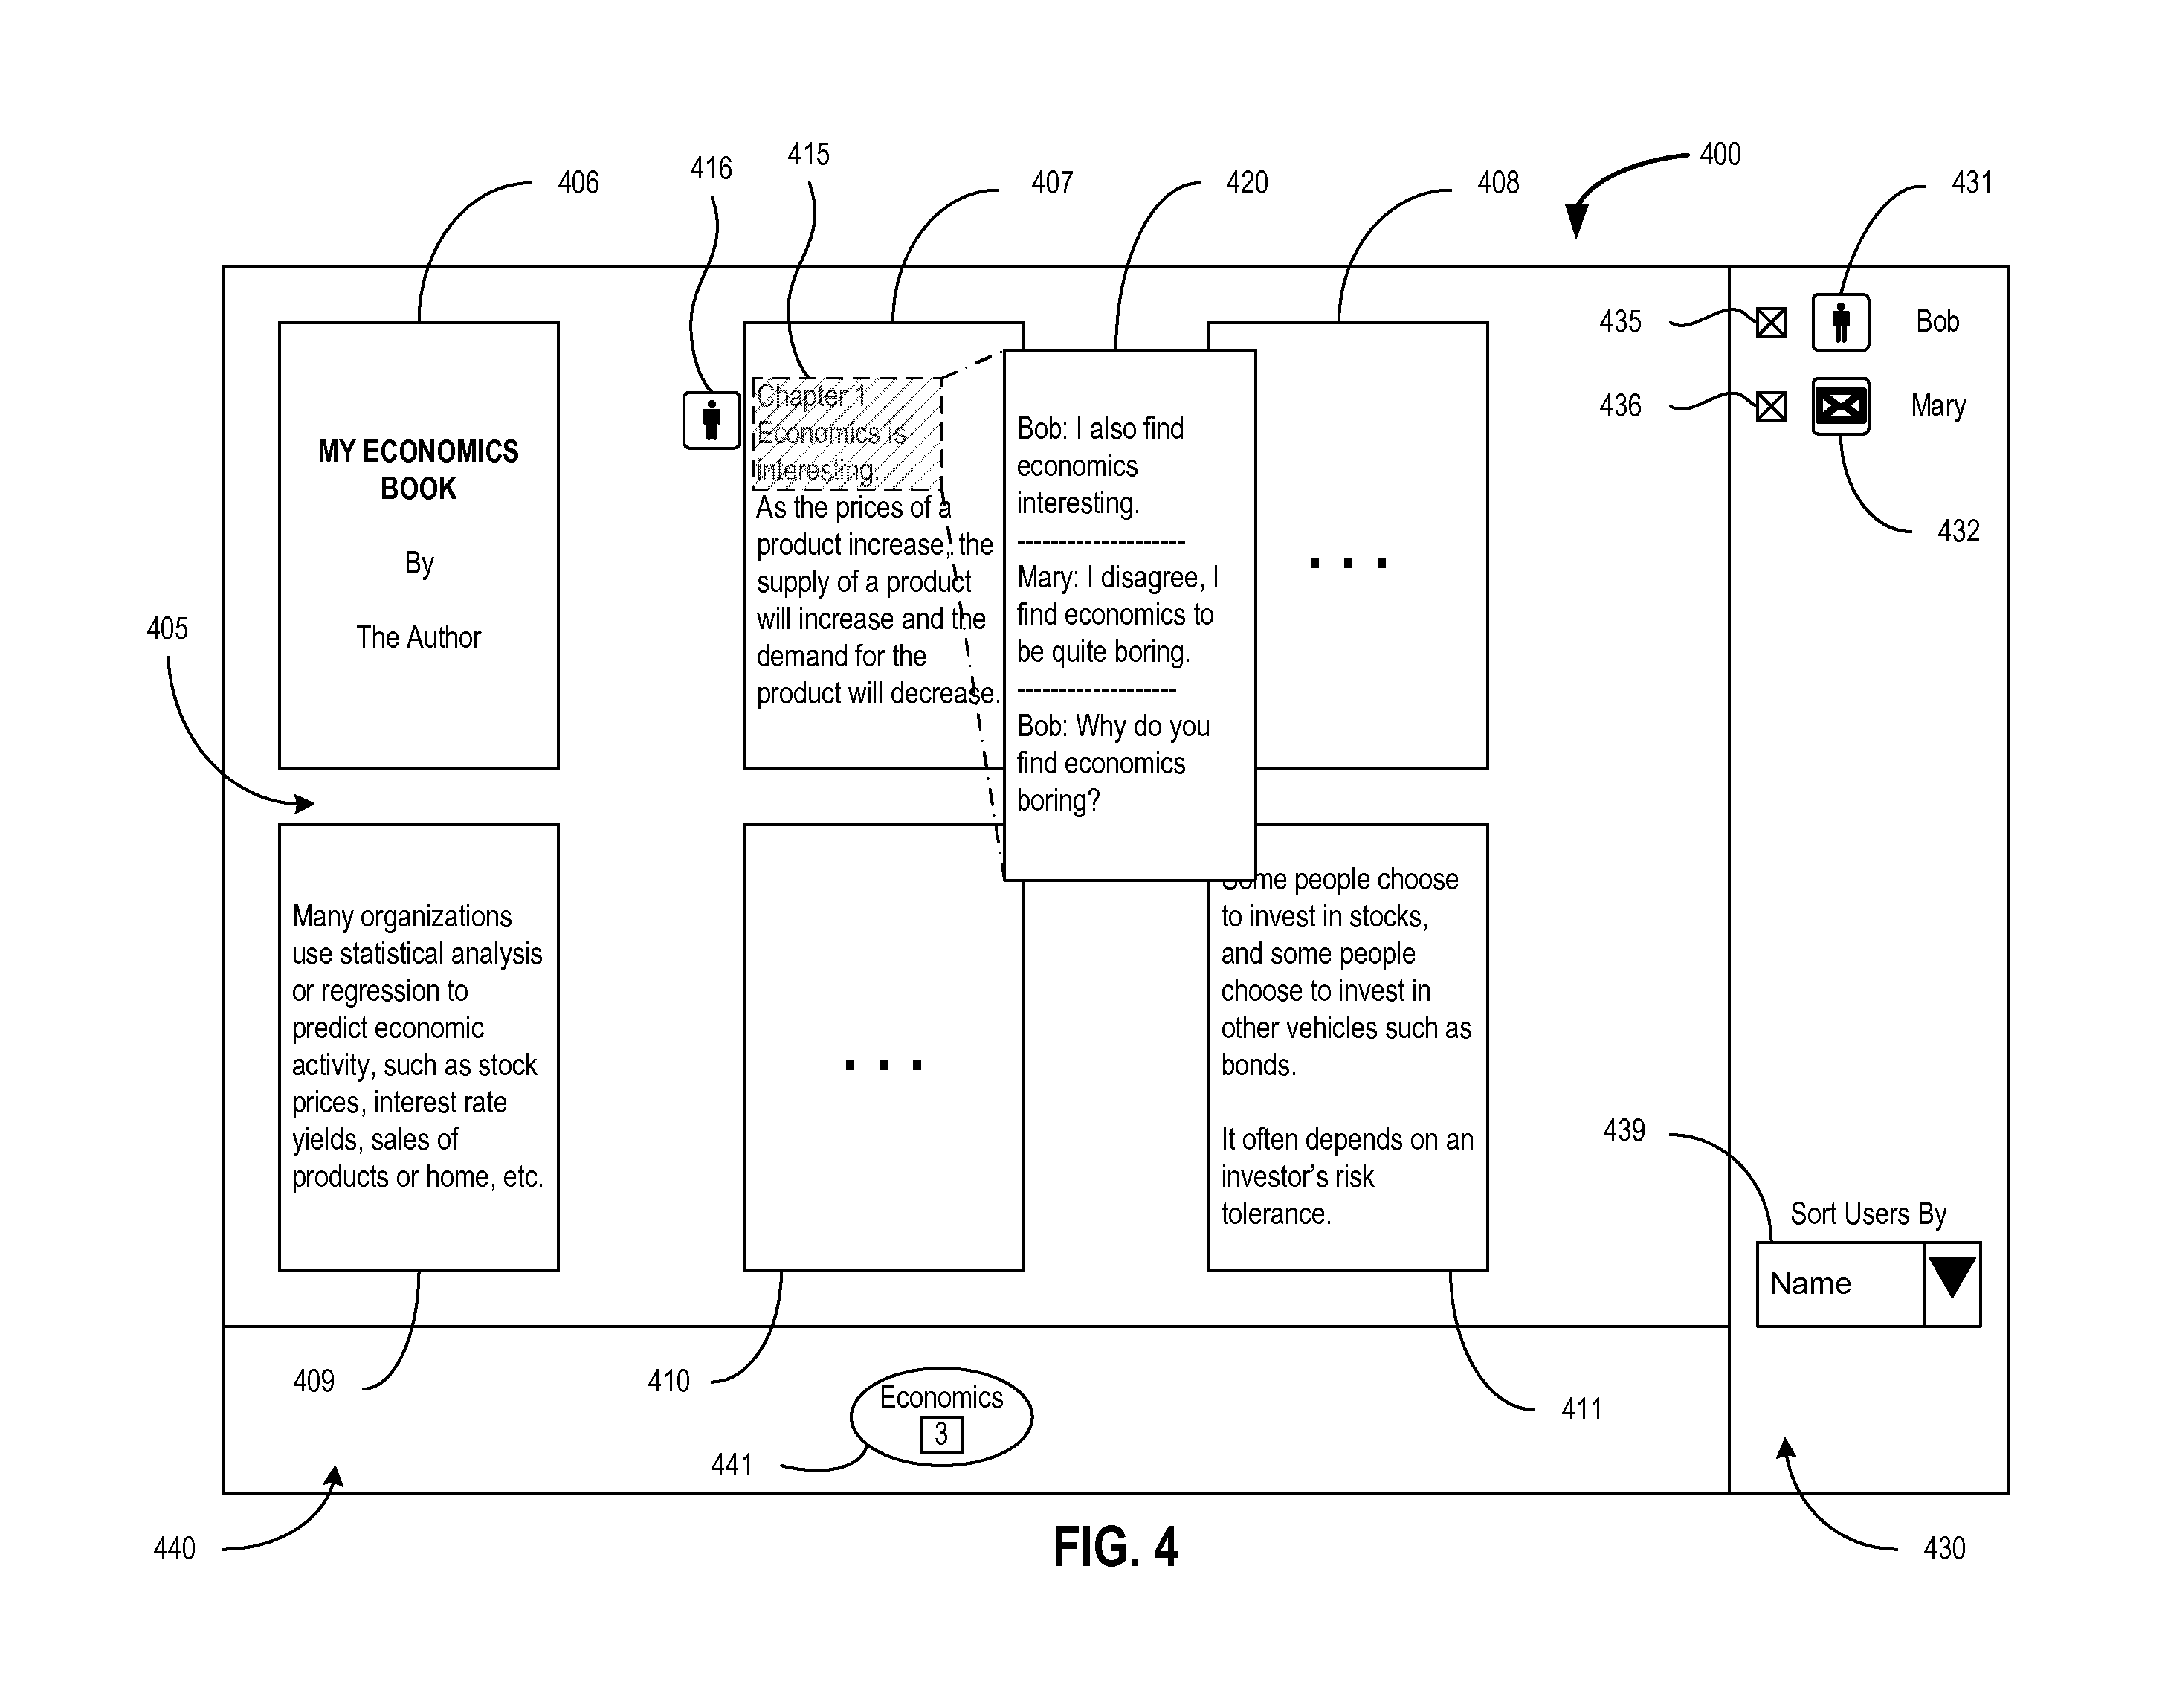 416
415
406
407
420
408
400
431
435
Bob
436
Mary
432
MY ECONOMICS
BOOK
By
The Author
Chapter 1
Economics is
interesting.
As the prices of a
product increase, the
supply of a product
will increase and the
demand for the
product will decrease.
Bob: I also find
economics
interesting.
--------------------
Mary: I disagree, I
find economics to
be quite boring.
-------------------
Bob: Why do you
find economics
boring?
. . .
405
Many organizations
use statistical analysis
or regression to
predict economic
activity, such as stock
prices, interest rate
yields, sales of
products or home, etc.
. . .
Some people choose
to invest in stocks,
and some people
choose to invest in
other vehicles such as
bonds.
It often depends on an
investor's risk
tolerance.
439
Sort Users By
Name
409
410
411
Economics
3
441
440
430
FIG. 4